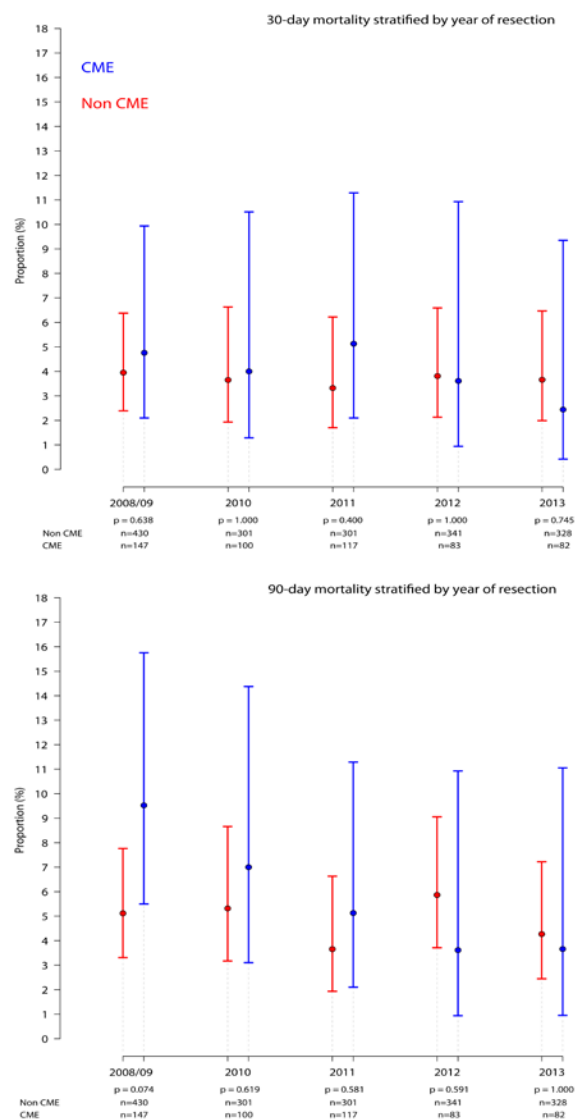 30-day mortality stratified by year of resection
18
17
CME
16
Non CME
15
14
13
12
11
10
9
8
7
6
5
4
3
2
1
0
Proportion (%)
2008/09 2010 2011 2012 2013
p = 0.638 p = 1.000 p = 0.400 p = 1.000 p = 0.745
Non CME n=430 n=301 n=301 n=341 n=328
CME n=147 n=100 n=117 n=83 n=82
90-day mortality stratified by year of resection
18
17
16
15
14
13
12
11
10
9
8
7
6
5
4
3
2
1
0
Proportion (%)
2008/09 2010 2011 2012 2013
p = 0.074 p = 0.619 p = 0.581 p = 0.591 p = 1.000
Non CME n=430 n=301 n=301 n=341 n=328
CME n=147 n=100 n=117 n=83 n=82